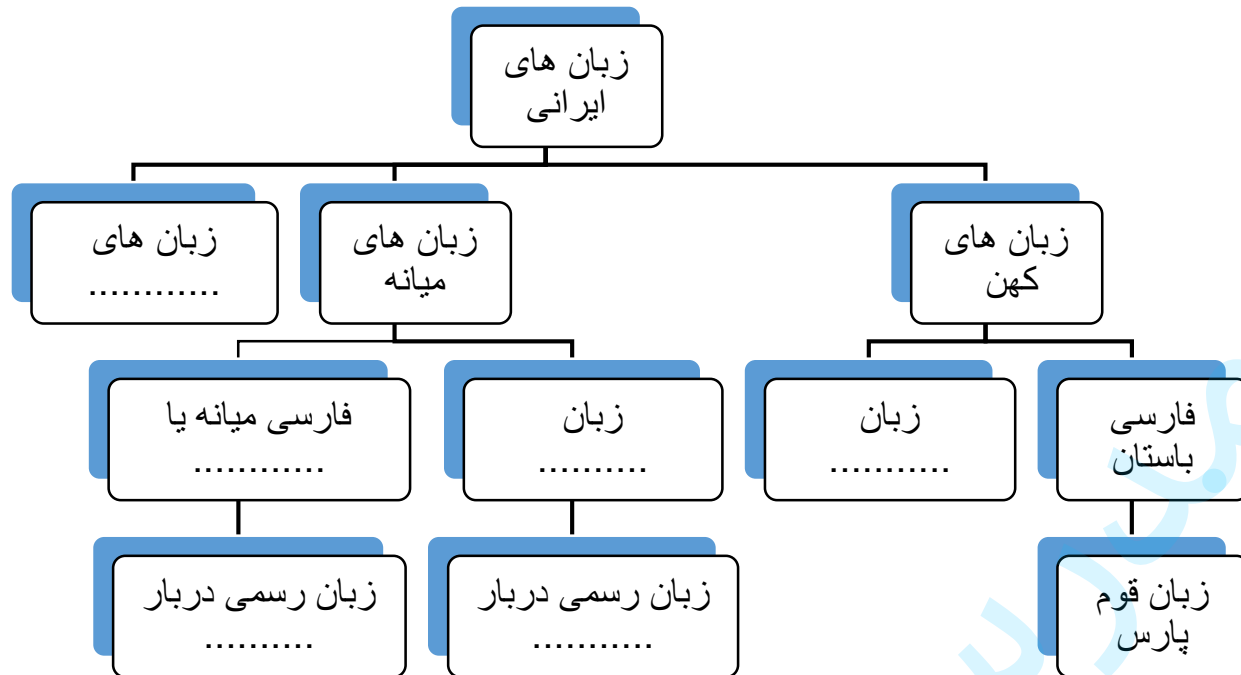 زبان های
ایرانی
زبان های
کهن
زبان های
میانه
زبان های
............
فارسی
باستان
زبان
...........
زبان
..........
فارسی میانه یا
............
زبان قوم
پارس
زبان رسمی دربار
...........
زبان رسمی دربار
..........